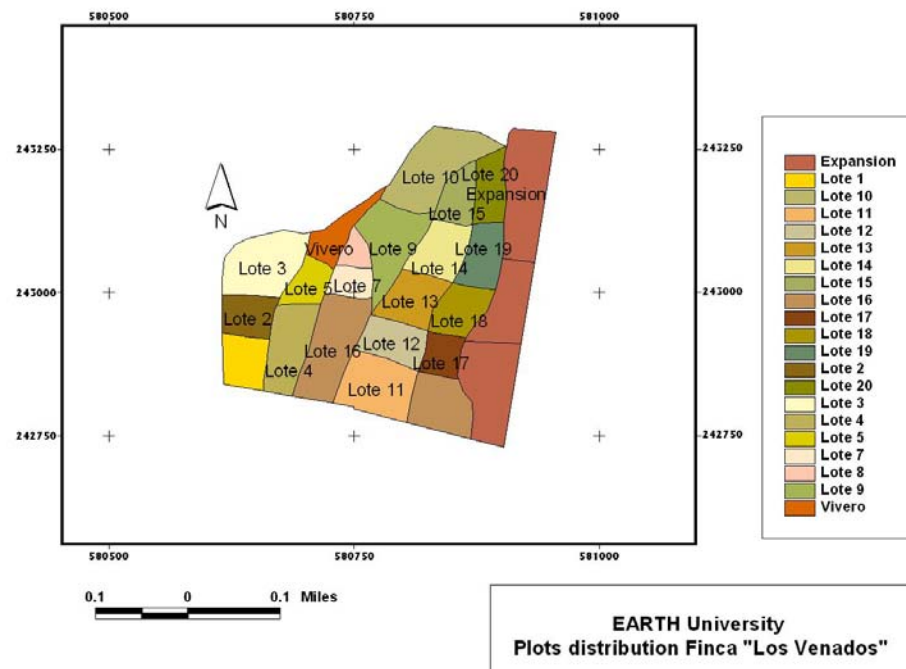 580500 580750 581000
243250 243250
Lote 20
Lote 10
Expansion
Lote 15
N
Vivero
Lote 9
Lote 19
Lote 3
Lote 14
Lote 5
Lote 7
243000 243000
Lote 13
Lote 2
Lote 18
Lote 12
Lote 16
Lote 17
Lote 4
Lote 11
242750 242750
580500 580750 581000
Expansion
Lote 1
Lote 10
Lote 11
Lote 12
Lote 13
Lote 14
Lote 15
Lote 16
Lote 17
Lote 18
Lote 19
Lote 2
Lote 20
Lote 3
Lote 4
Lote 5
Lote 7
Lote 8
Lote 9
Vivero
0.1 0 0.1 Miles
EARTH University
Plots distribution Finca "Los Venados"